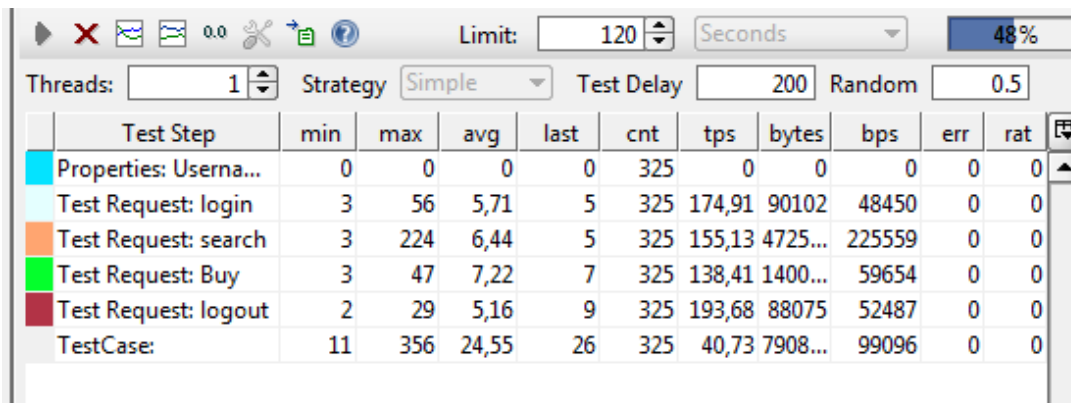 0.0 Limit: 120 Seconds 48%
Threads: 1 Strategy Simple Test Delay 200 Random 0.5
Test Step min max avg last cnt tps bytes bps err rat
Properties: Userna... 0 0 0 0 325 0 0 0 0 0
Test Request: login 3 56 5,71 5 325 174,91 90102 48450 0 0
Test Request: search 3 224 6,44 5 325 155,13 4725... 225559 0 0
Test Request: Buy 3 47 7,22 7 325 138,41 1400... 59654 0 0
Test Request: logout 2 29 5,16 9 325 193,68 88075 52487 0 0
TestCase: 11 356 24,55 26 325 40,73 7908... 99096 0 0